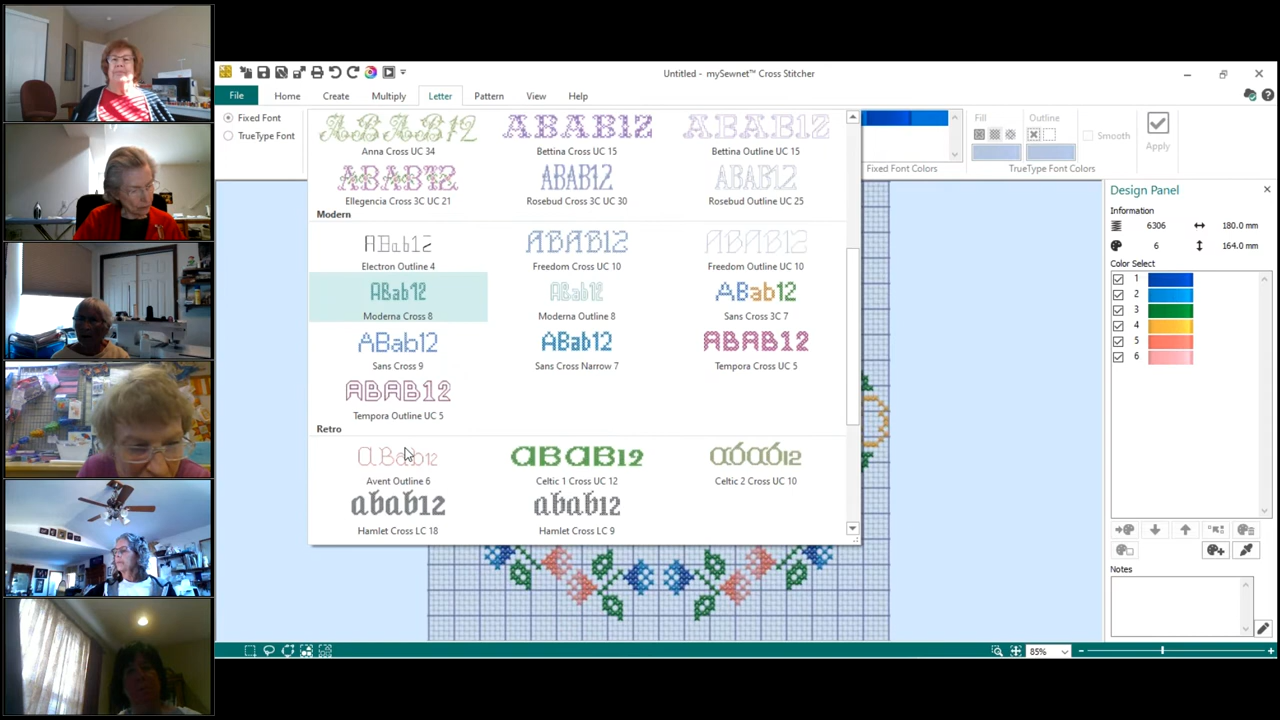 Untitled - mySewnet™ Cross Stitcher
File Home Create Multiply Letter Pattern View Help
Fixed Font
TrueType Font
ABAB12 ABAB12 ABAB12
Anna Cross UC 34 Bettina Cross UC 15 Bettina Outline UC 15
ABAB12 ABAB12 ABAB12
Ellegencia Cross 3C UC 21 Rosebud Cross 3C UC 30 Rosebud Outline UC 25
Modern
ABab12 ABAB12 ABAB12
Electron Outline 4 Freedom Cross UC 10 Freedom Outline UC 10
ABab12 ABab12 ABab12
Moderna Cross 8 Moderna Outline 8 Sans Cross 3C 7
ABab12 ABab12 ABAB12
Sans Cross 9 Sans Cross Narrow 7 Tempora Cross UC 5
ABAB12
Tempora Outline UC 5
Retro
ABab12 ABAB12 abab12
Avent Outline 6 Celtic 1 Cross UC 12 Celtic 2 Cross UC 10
abab12 abab12
Hamlet Cross LC 18 Hamlet Cross LC 9
Fixed Font Colors
Fill Outline
Smooth
TrueType Font Colors
Apply
Design Panel
Information
6306 180.0 mm
6 164.0 mm
Color Select
1
2
3
4
5
6
Notes
85%